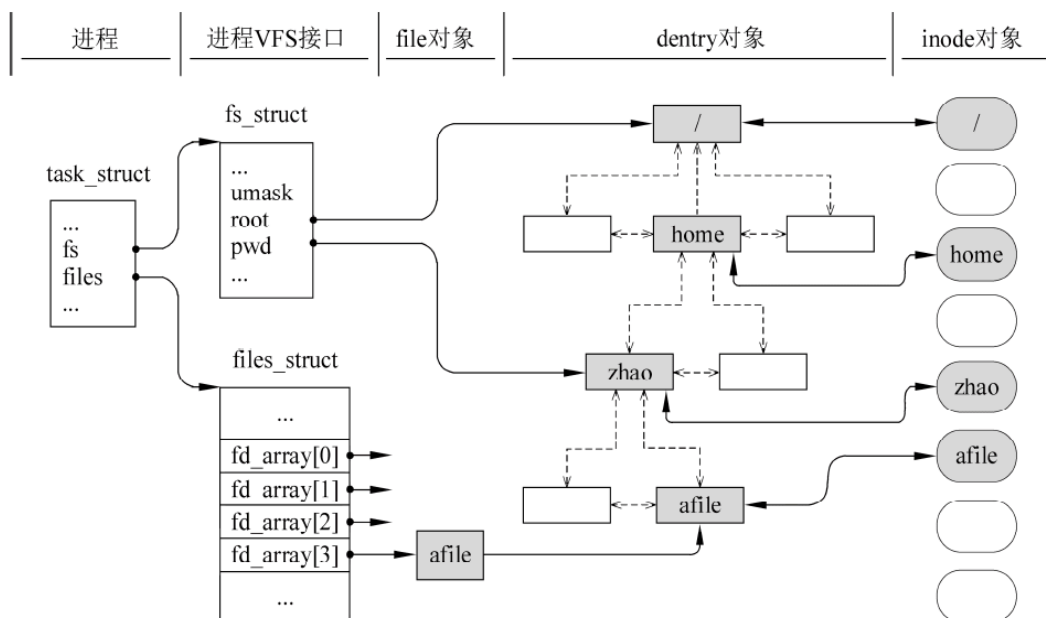 进程
进程VFS接口
file对象
dentry对象
inode对象
task_struct
...
fs
files
...
fs_struct
...
umask
root
pwd
...
files_struct
...
fd_array[0]
fd_array[1]
fd_array[2]
fd_array[3]
...
afile
/
home
zhao
afile
/
home
zhao
afile